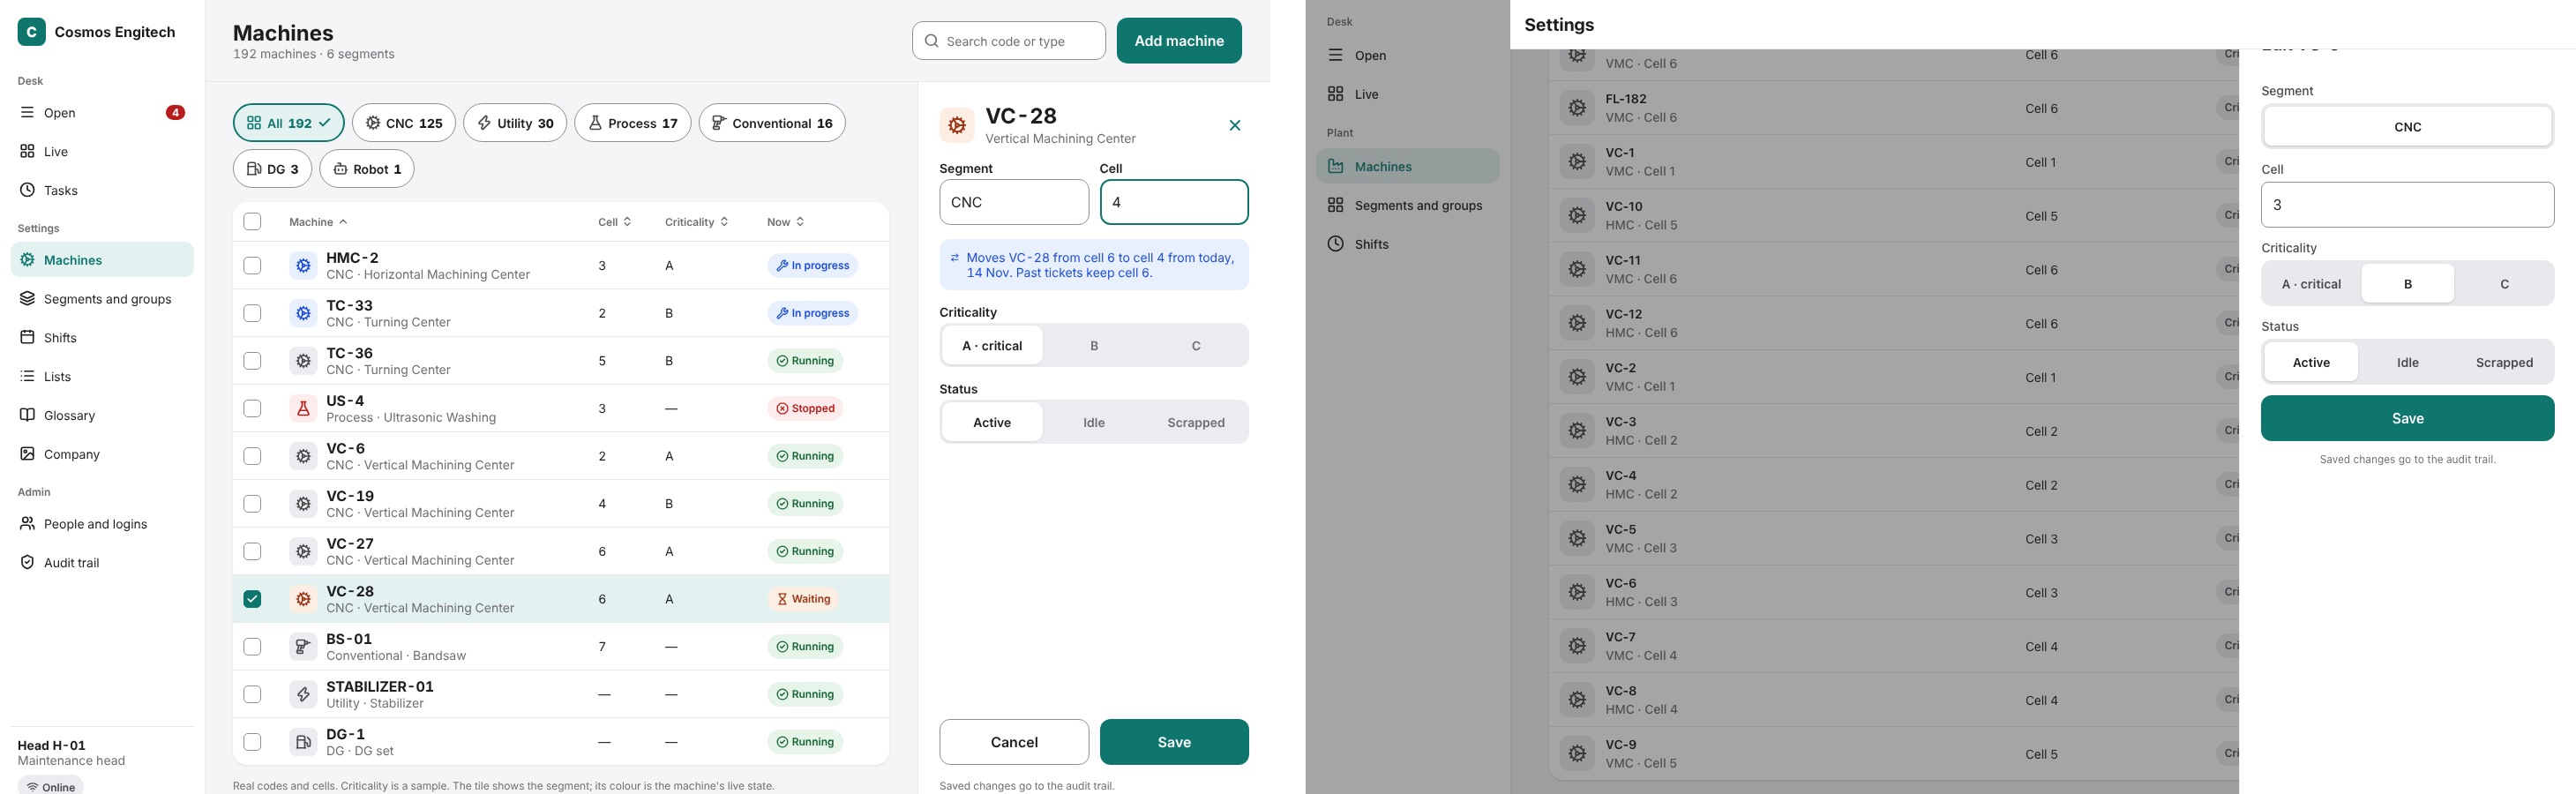 C Cosmos Engitech
Desk
Open 4
Live
Tasks
Settings
Machines
Segments and groups
Shifts
Lists
Glossary
Company
Admin
People and logins
Audit trail
Head H-01
Maintenance head
Online
Machines
192 machines · 6 segments
Search code or type
Add machine
All 192
CNC 125
Utility 30
Process 17
Conventional 16
DG 3
Robot 1
Machine Cell Criticality Now
HMC-2
CNC · Horizontal Machining Center
3 A In progress
TC-33
CNC · Turning Center
2 B In progress
TC-36
CNC · Turning Center
5 B Running
US-4
Process · Ultrasonic Washing
3 — Stopped
VC-6
CNC · Vertical Machining Center
2 A Running
VC-19
CNC · Vertical Machining Center
4 B Running
VC-27
CNC · Vertical Machining Center
6 A Running
VC-28
CNC · Vertical Machining Center
6 A Waiting
BS-01
Conventional · Bandsaw
7 — Running
STABILIZER-01
Utility · Stabilizer
— — Running
DG-1
DG · DG set
— — Running
Real codes and cells. Criticality is a sample. The tile shows the segment; its colour is the machine's live state.
VC-28
Vertical Machining Center
Segment Cell
CNC 4
Moves VC-28 from cell 6 to cell 4 from today,
14 Nov. Past tickets keep cell 6.
Criticality
A · critical B C
Status
Active Idle Scrapped
Cancel Save
Saved changes go to the audit trail.
Desk
Open
Live
Plant
Machines
Segments and groups
Shifts
Settings
VMC · Cell 6
Cell 6
FL-182
VMC · Cell 6
Cell 6 Cri
VC-1
VMC · Cell 1
Cell 1 Cri
VC-10
HMC · Cell 5
Cell 5 Cri
VC-11
VMC · Cell 6
Cell 6 Cri
VC-12
HMC · Cell 6
Cell 6 Cri
VC-2
VMC · Cell 1
Cell 1 Cri
VC-3
HMC · Cell 2
Cell 2 Cri
VC-4
HMC · Cell 2
Cell 2 Cri
VC-5
VMC · Cell 3
Cell 3 Cri
VC-6
HMC · Cell 3
Cell 3 Cri
VC-7
VMC · Cell 4
Cell 4 Cri
VC-8
HMC · Cell 4
Cell 4 Cri
VC-9
VMC · Cell 5
Cell 5 Cri
Segment
CNC
Cell
3
Criticality
A · critical B C
Status
Active Idle Scrapped
Save
Saved changes go to the audit trail.